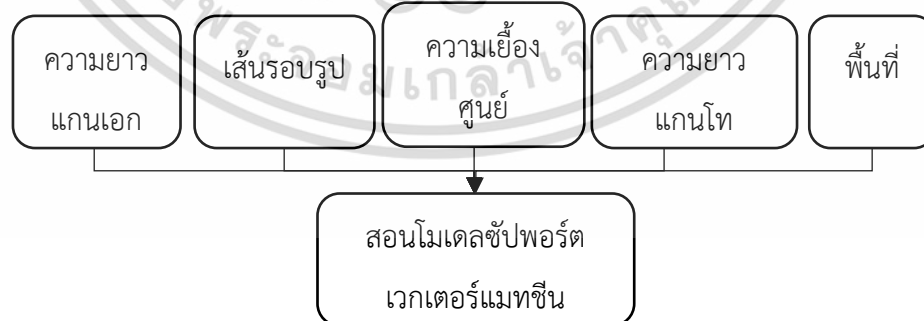 ความยาว
แกนเอก
เส้นรอบรูป
ความเยื้อง
ศูนย์
ความยาว
แกนโท
พื้นที่
สอนโมเดลซัปพอร์ต
เวกเตอร์แมทชีน